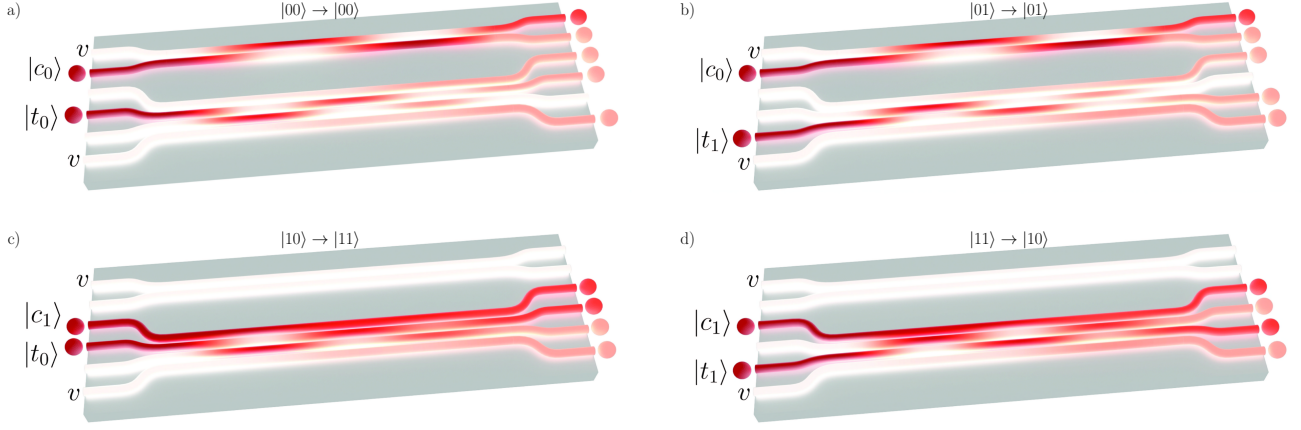 a)
|00⟩ → |00⟩
v
|c₀⟩
|t₀⟩
v
b)
|01⟩ → |01⟩
v
|c₀⟩
|t₁⟩
v
c)
|10⟩ → |11⟩
v
|c₁⟩
|t₀⟩
v
d)
|11⟩ → |10⟩
v
|c₁⟩
|t₁⟩
v